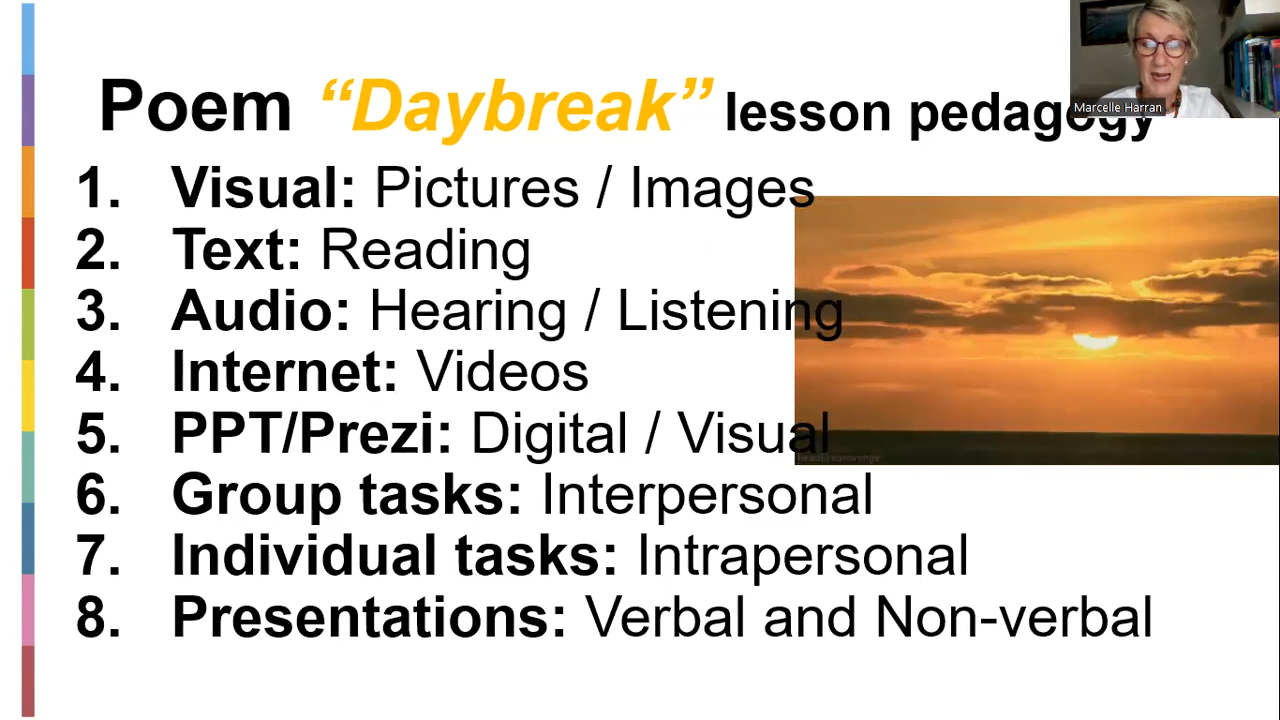 Poem “Daybreak” lesson pedagogy
Marcelle Harran
1. Visual: Pictures / Images
2. Text: Reading
3. Audio: Hearing / Listening
4. Internet: Videos
5. PPT/Prezi: Digital / Visual
6. Group tasks: Interpersonal
7. Individual tasks: Intrapersonal
8. Presentations: Verbal and Non-verbal